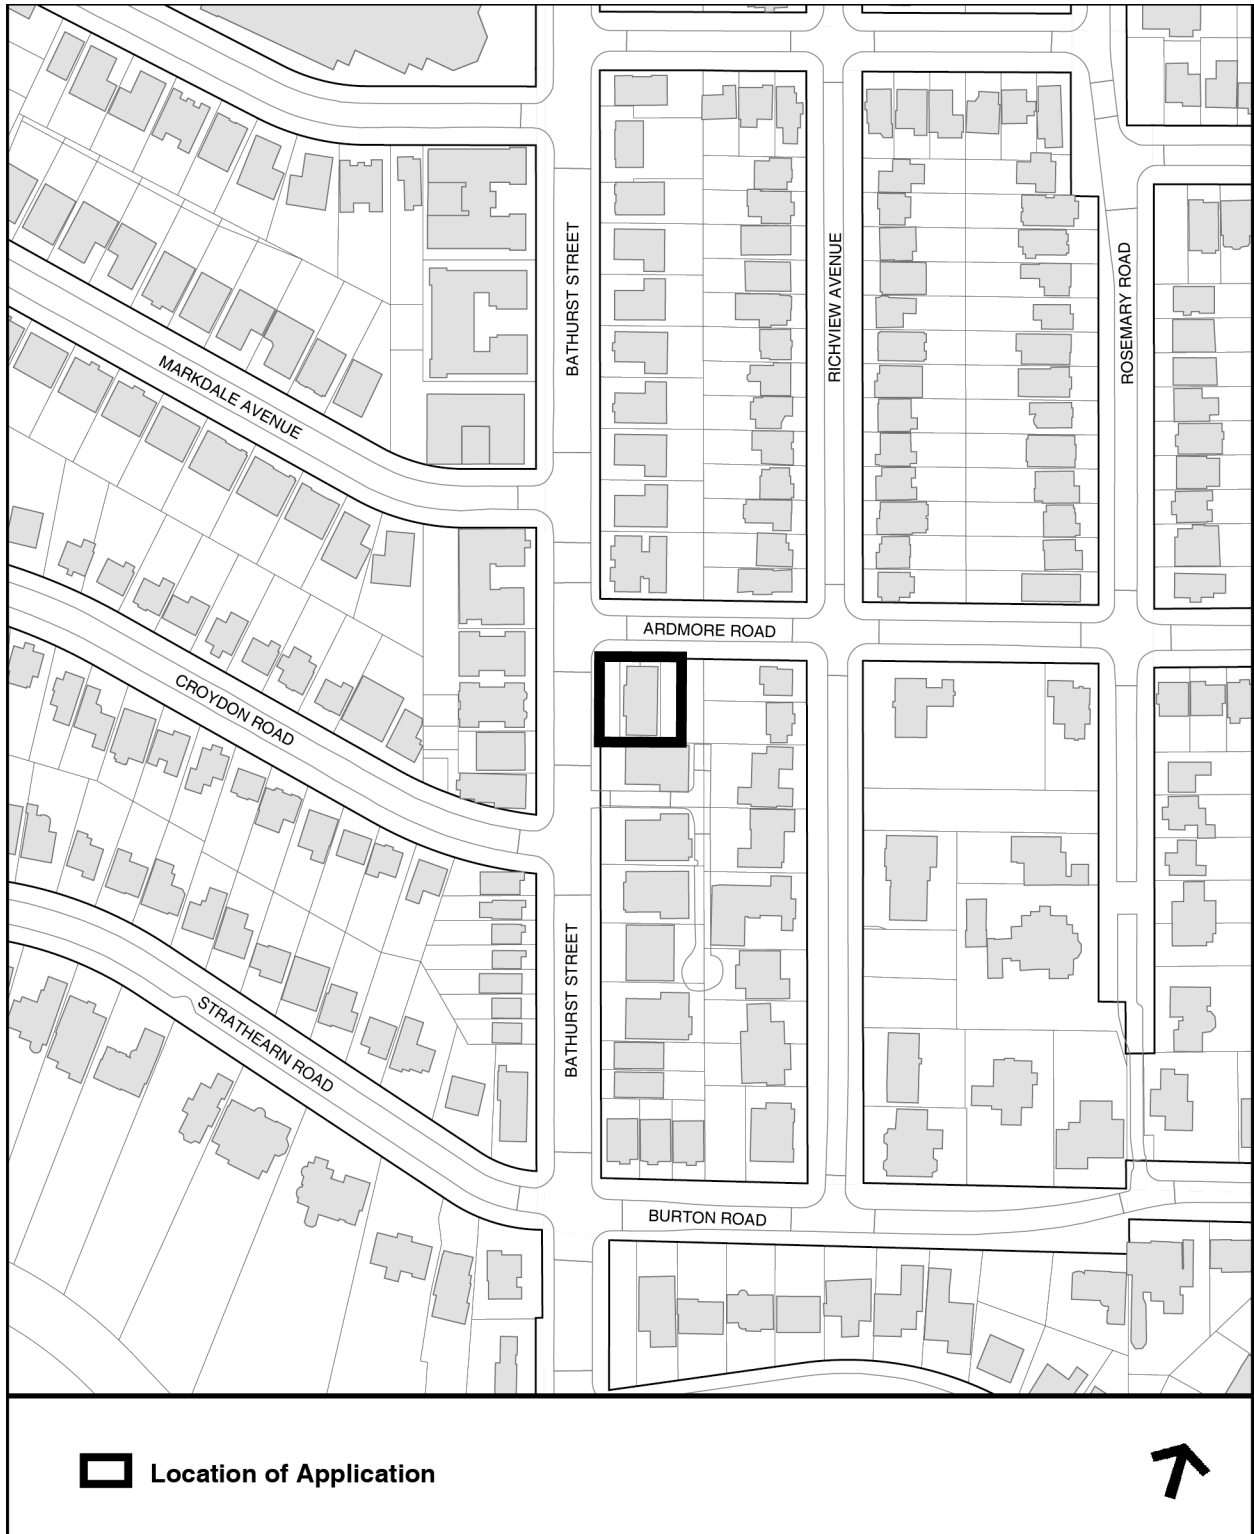 BATHURST STREET
RICHVIEW AVENUE
ROSEMARY ROAD
MARKDALE AVENUE
ARDMORE ROAD
CROYDON ROAD
BATHURST STREET
STRATHEARN ROAD
BURTON ROAD
Location of Application